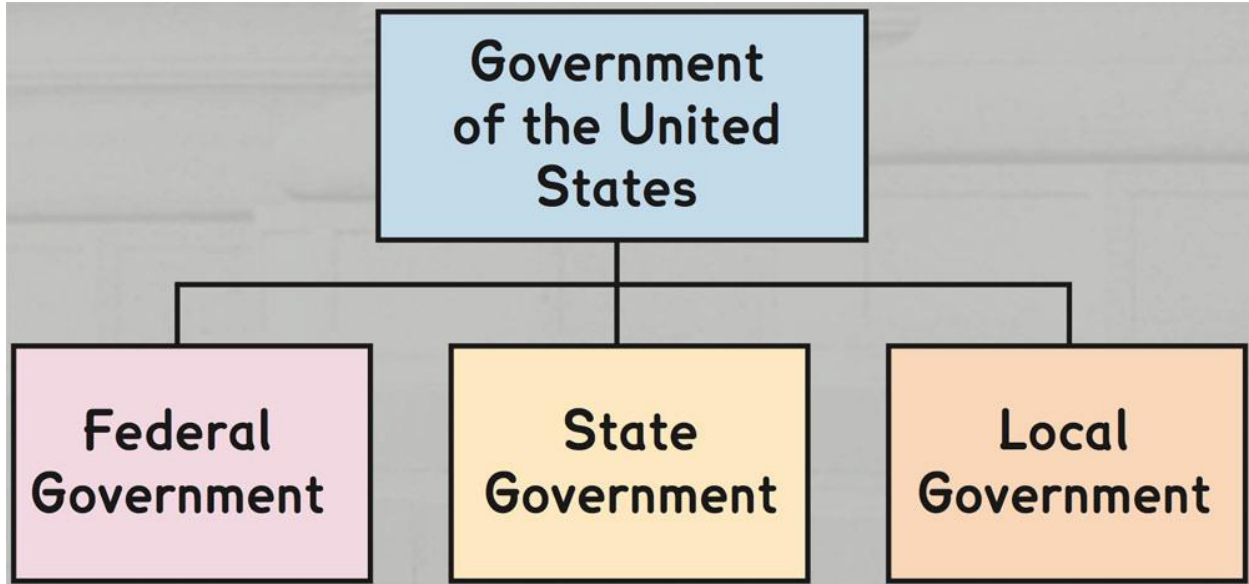 Government
of the United
States
Federal
Government
State
Government
Local
Government